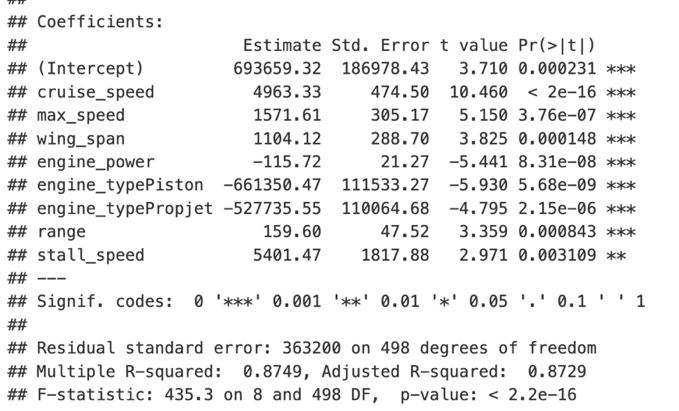 ##
## Coefficients:
##                      Estimate Std. Error t value Pr(>|t|)
## (Intercept)         693659.32  186978.43   3.710 0.000231 ***
## cruise_speed          4963.33     474.50  10.460  < 2e-16 ***
## max_speed             1571.61     305.17   5.150 3.76e-07 ***
## wing_span             1104.12     288.70   3.825 0.000148 ***
## engine_power          -115.72      21.27  -5.441 8.31e-08 ***
## engine_typePiston  -661350.47  111533.27  -5.930 5.68e-09 ***
## engine_typePropjet -527735.55  110064.68  -4.795 2.15e-06 ***
## range                  159.60      47.52   3.359 0.000843 ***
## stall_speed           5401.47    1817.88   2.971 0.003109 **
## ---
## Signif. codes:  0 '***' 0.001 '**' 0.01 '*' 0.05 '.' 0.1 ' ' 1
##
## Residual standard error: 363200 on 498 degrees of freedom
## Multiple R-squared:  0.8749, Adjusted R-squared:  0.8729
## F-statistic: 435.3 on 8 and 498 DF,  p-value: < 2.2e-16